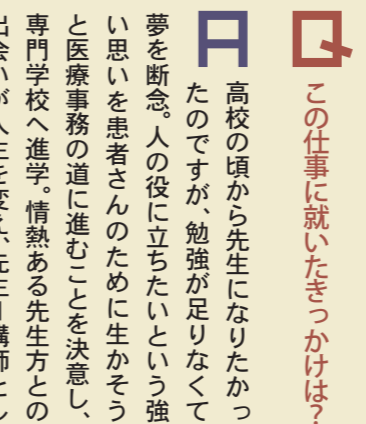 Q
この仕事に就いたきっかけは?
A
高校の頃から先生になりたかっ
たのですが、勉強が足りなくて
夢を断念。人の役に立ちたいという強
い思いを患者さんのために生かそう
と医療事務の道に進むことを決意し、
専門学校へ進学。情熱ある先生方との